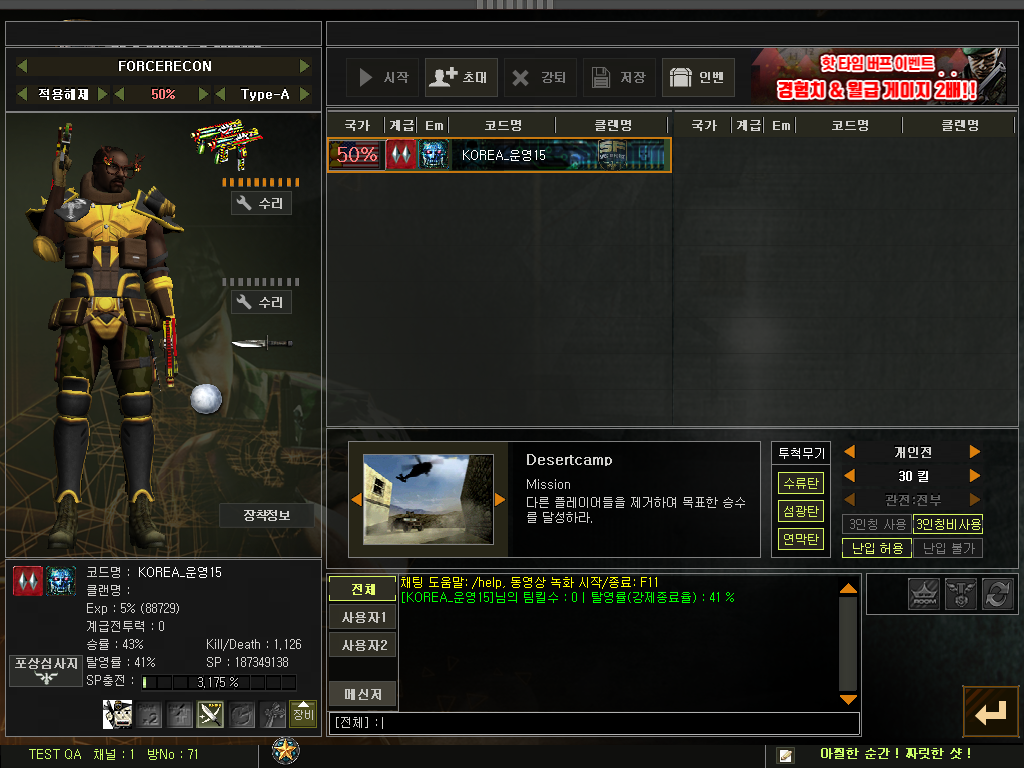 FORCERECON
적용해제 50% Type-A
시작 초대 강퇴 저장 인벤
핫타임 버프 이벤트..
경험치 & 월급 게이지 2배!!
국가 계급 Em 코드명 클랜명
국가 계급 Em 코드명 클랜명
50% KOREA_운영15
수리
수리
장착정보
Desertcamp
Mission
다른 플레이어들을 제거하여 목표한 승수
를 달성하라.
투척무기
수류탄
섬광탄
연막탄
개인전
30 킬
관전:전부
3인칭 사용 3인칭비사용
난입 허용 난입 불가
코드명 : KOREA_운영15
클랜명 :
Exp : 5% (88729)
계급전투력 : 0
승률 : 43% Kill/Death : 1,126
탈영률 : 41% SP : 187349138
SP충전 : 3,175 %
포상심사지
장비
전체
사용자1
사용자2
메신저
채팅 도움말: /help, 동영상 녹화 시작/종료: F11
[KOREA_운영15]님의 팀킬수 : 0 | 탈영률(강제종료율) : 41 %
[전체] :
ROOM
TEST QA 채널 : 1 방No : 71
아찔한 순간 ! 짜릿한 샷 !